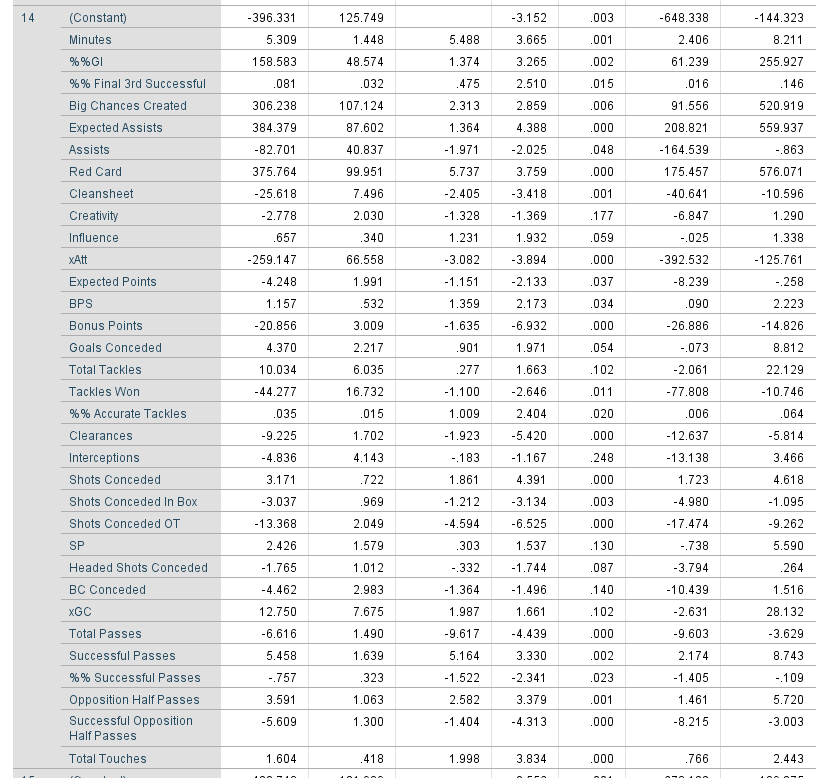 14 (Constant) -396.331 125.749 -3.152 .003 -648.338 -144.323
Minutes 5.309 1.448 5.488 3.665 .001 2.406 8.211
%%GI 158.583 48.574 1.374 3.265 .002 61.239 255.927
%% Final 3rd Successful .081 .032 .475 2.510 .015 .016 .146
Big Chances Created 306.238 107.124 2.313 2.859 .006 91.556 520.919
Expected Assists 384.379 87.602 1.364 4.388 .000 208.821 559.937
Assists -82.701 40.837 -1.971 -2.025 .048 -164.539 -.863
Red Card 375.764 99.951 5.737 3.759 .000 175.457 576.071
Cleansheet -25.618 7.496 -2.405 -3.418 .001 -40.641 -10.596
Creativity -2.778 2.030 -1.328 -1.369 .177 -6.847 1.290
Influence .657 .340 1.231 1.932 .059 -.025 1.338
xAtt -259.147 66.558 -3.082 -3.894 .000 -392.532 -125.761
Expected Points -4.248 1.991 -1.151 -2.133 .037 -8.239 -.258
BPS 1.157 .532 1.359 2.173 .034 .090 2.223
Bonus Points -20.856 3.009 -1.635 -6.932 .000 -26.886 -14.826
Goals Conceded 4.370 2.217 .901 1.971 .054 -.073 8.812
Total Tackles 10.034 6.035 .277 1.663 .102 -2.061 22.129
Tackles Won -44.277 16.732 -1.100 -2.646 .011 -77.808 -10.746
%% Accurate Tackles .035 .015 1.009 2.404 .020 .006 .064
Clearances -9.225 1.702 -1.923 -5.420 .000 -12.637 -5.814
Interceptions -4.836 4.143 -.183 -1.167 .248 -13.138 3.466
Shots Conceded 3.171 .722 1.861 4.391 .000 1.723 4.618
Shots Conceded In Box -3.037 .969 -1.212 -3.134 .003 -4.980 -1.095
Shots Conceded OT -13.368 2.049 -4.594 -6.525 .000 -17.474 -9.262
SP 2.426 1.579 .303 1.537 .130 -.738 5.590
Headed Shots Conceded -1.765 1.012 -.332 -1.744 .087 -3.794 .264
BC Conceded -4.462 2.983 -1.364 -1.496 .140 -10.439 1.516
xGC 12.750 7.675 1.987 1.661 .102 -2.631 28.132
Total Passes -6.616 1.490 -9.617 -4.439 .000 -9.603 -3.629
Successful Passes 5.458 1.639 5.164 3.330 .002 2.174 8.743
%% Successful Passes -.757 .323 -1.522 -2.341 .023 -1.405 -.109
Opposition Half Passes 3.591 1.063 2.582 3.379 .001 1.461 5.720
Successful Opposition -5.609 1.300 -1.404 -4.313 .000 -8.215 -3.003
Half Passes
Total Touches 1.604 .418 1.998 3.834 .000 .766 2.443